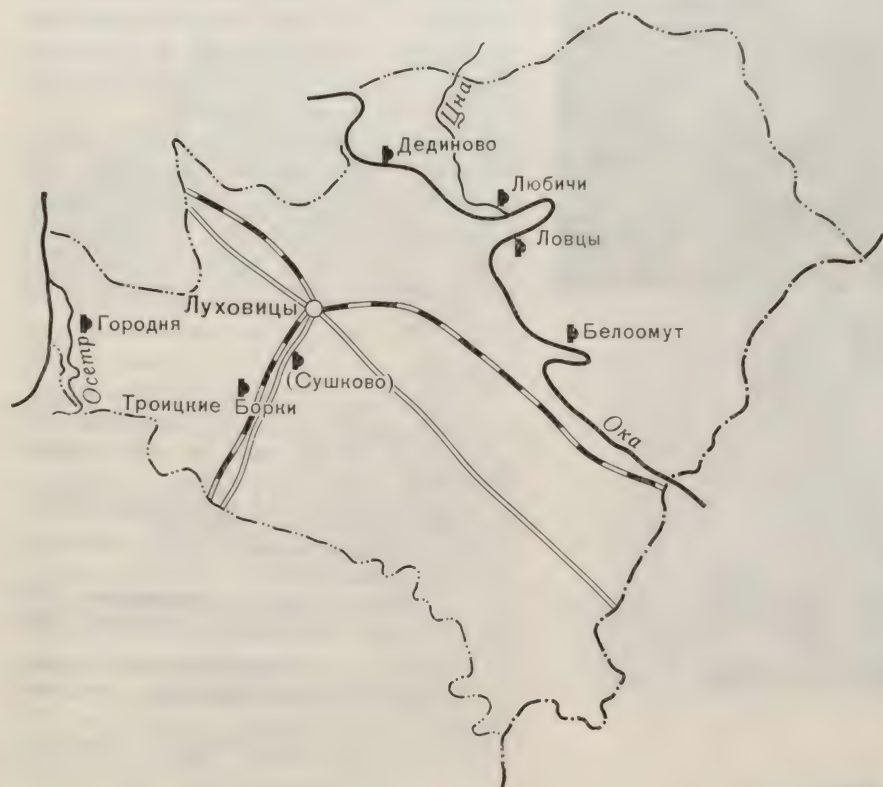 Цна
Дединово
Любичи
Ловцы
Луховицы
Городня
Осетр
Белоомут
(Сушково)
Троицкие Борки
Ока